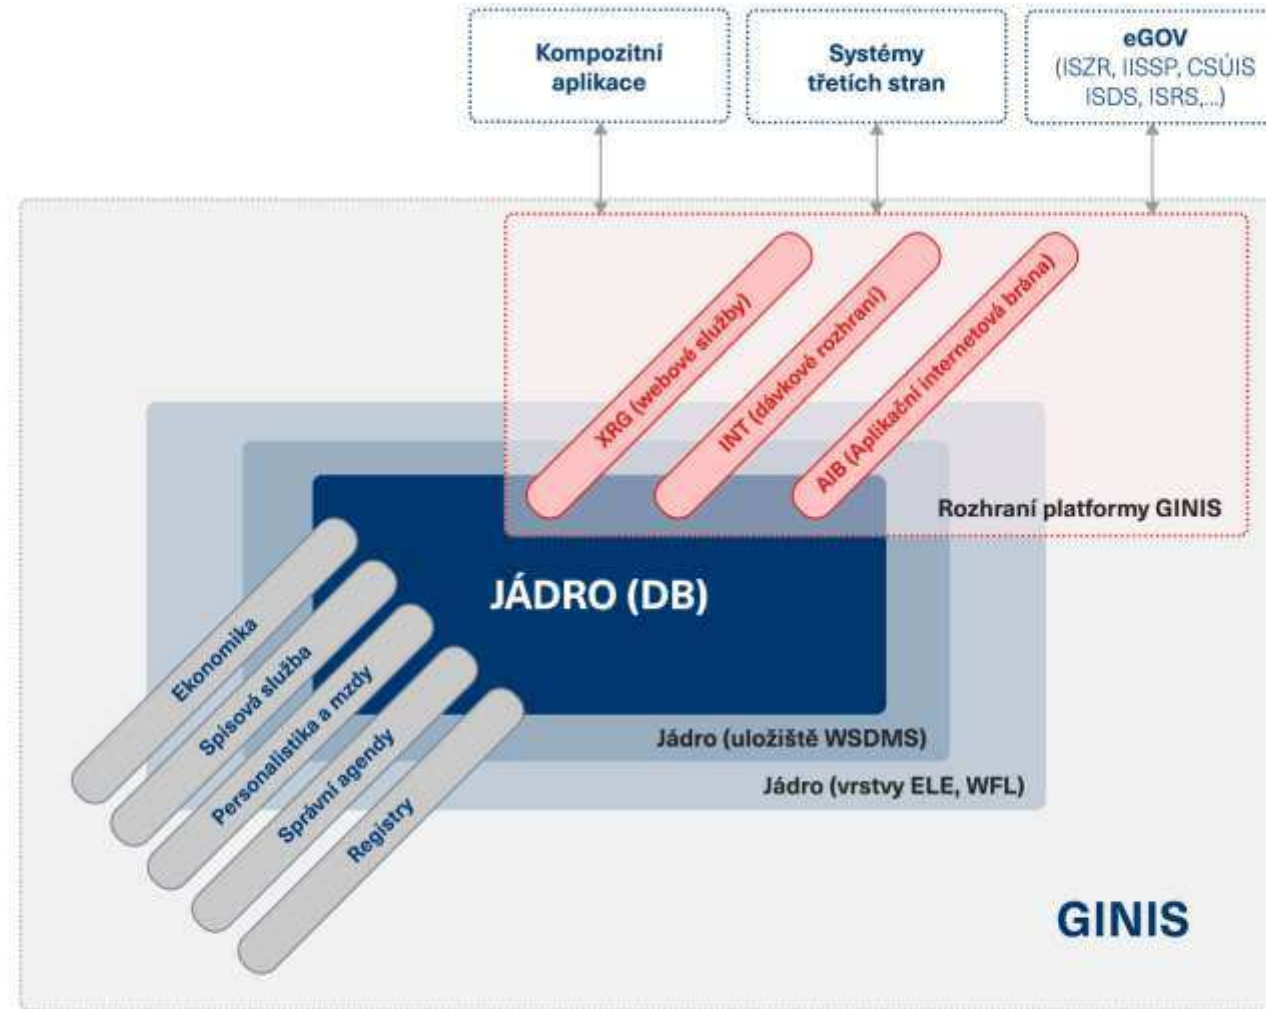 Kompozitní
aplikace
Systémy
třetích stran
eGOV
(ISZR, IISSP, CSÚIS
ISDS, ISRS,...)
XRG (webové služby)
INT (dávkové rozhraní)
AIB (Aplikační internetová brána)
Rozhraní platformy GINIS
JÁDRO (DB)
Ekonomika
Spisová služba
Personalistika a mzdy
Správní agendy
Registry
Jádro (uložiště WSDMS)
Jádro (vrstvy ELE, WFL)
GINIS